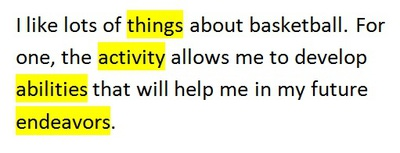 I like lots of things about basketball. For
one, the activity allows me to develop
abilities that will help me in my future
endeavors.